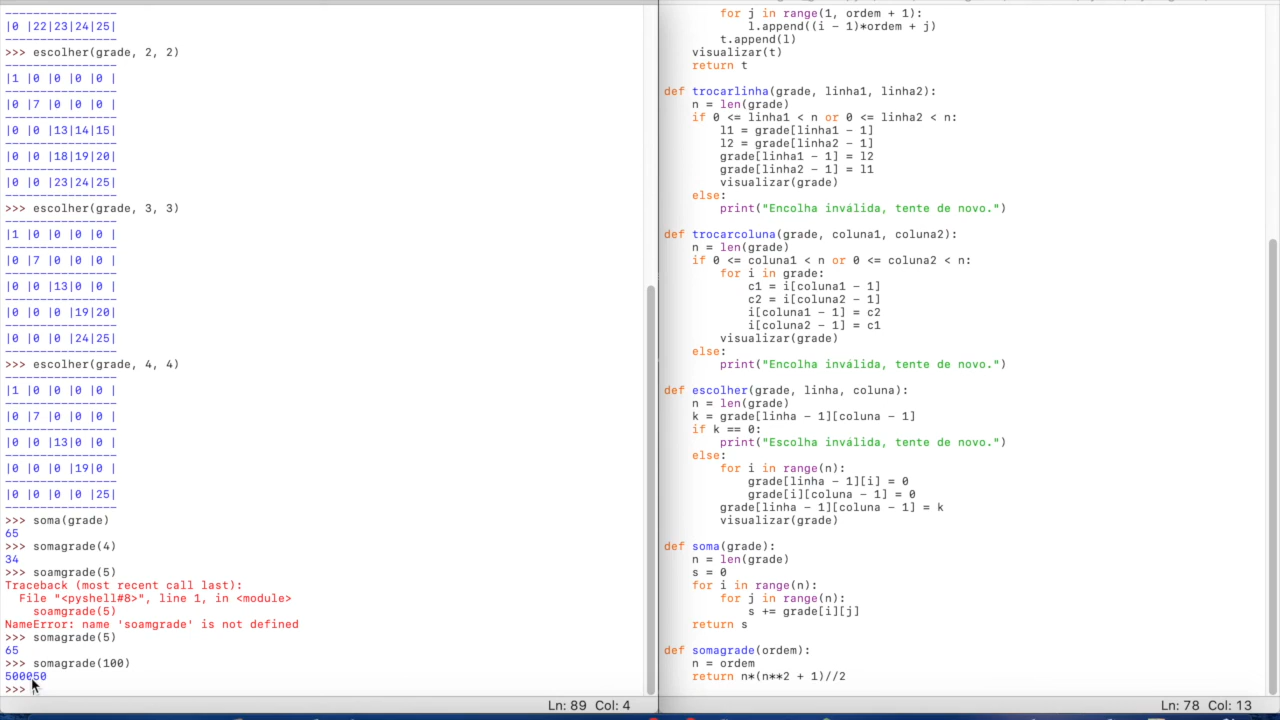 -----------------
|0 |22|23|24|25|
-----------------
>>> escolher(grade, 2, 2)
-----------------
|1 |0 |0 |0 |0 |
-----------------
|0 |7 |0 |0 |0 |
-----------------
|0 |0 |13|14|15|
-----------------
|0 |0 |18|19|20|
-----------------
|0 |0 |23|24|25|
-----------------
>>> escolher(grade, 3, 3)
-----------------
|1 |0 |0 |0 |0 |
-----------------
|0 |7 |0 |0 |0 |
-----------------
|0 |0 |13|0 |0 |
-----------------
|0 |0 |0 |19|20|
-----------------
|0 |0 |0 |24|25|
-----------------
>>> escolher(grade, 4, 4)
-----------------
|1 |0 |0 |0 |0 |
-----------------
|0 |7 |0 |0 |0 |
-----------------
|0 |0 |13|0 |0 |
-----------------
|0 |0 |0 |19|0 |
-----------------
|0 |0 |0 |0 |25|
-----------------
>>> soma(grade)
65
>>> somagrade(4)
34
>>> soamgrade(5)
Traceback (most recent call last):
  File "<pyshell#8>", line 1, in <module>
    soamgrade(5)
NameError: name 'soamgrade' is not defined
>>> somagrade(5)
65
>>> somagrade(100)
500050
>>>
Ln: 89 Col: 4
        for j in range(1, ordem + 1):
            l.append((i - 1)*ordem + j)
        t.append(l)
    visualizar(t)
    return t

def trocarlinha(grade, linha1, linha2):
    n = len(grade)
    if 0 <= linha1 < n or 0 <= linha2 < n:
        l1 = grade[linha1 - 1]
        l2 = grade[linha2 - 1]
        grade[linha1 - 1] = l2
        grade[linha2 - 1] = l1
        visualizar(grade)
    else:
        print("Encolha inválida, tente de novo.")

def trocarcoluna(grade, coluna1, coluna2):
    n = len(grade)
    if 0 <= coluna1 < n or 0 <= coluna2 < n:
        for i in grade:
            c1 = i[coluna1 - 1]
            c2 = i[coluna2 - 1]
            i[coluna1 - 1] = c2
            i[coluna2 - 1] = c1
        visualizar(grade)
    else:
        print("Encolha inválida, tente de novo.")

def escolher(grade, linha, coluna):
    n = len(grade)
    k = grade[linha - 1][coluna - 1]
    if k == 0:
        print("Escolha inválida, tente de novo.")
    else:
        for i in range(n):
            grade[linha - 1][i] = 0
            grade[i][coluna - 1] = 0
        grade[linha - 1][coluna - 1] = k
        visualizar(grade)

def soma(grade):
    n = len(grade)
    s = 0
    for i in range(n):
        for j in range(n):
            s += grade[i][j]
    return s

def somagrade(ordem):
    n = ordem
    return n*(n**2 + 1)//2
Ln: 78 Col: 13